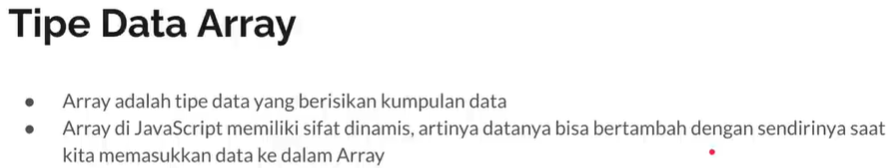 Tipe Data Array
● Array adalah tipe data yang berisikan kumpulan data
● Array di JavaScript memiliki sifat dinamis, artinya datanya bisa bertambah dengan sendirinya saat
kita memasukkan data ke dalam Array